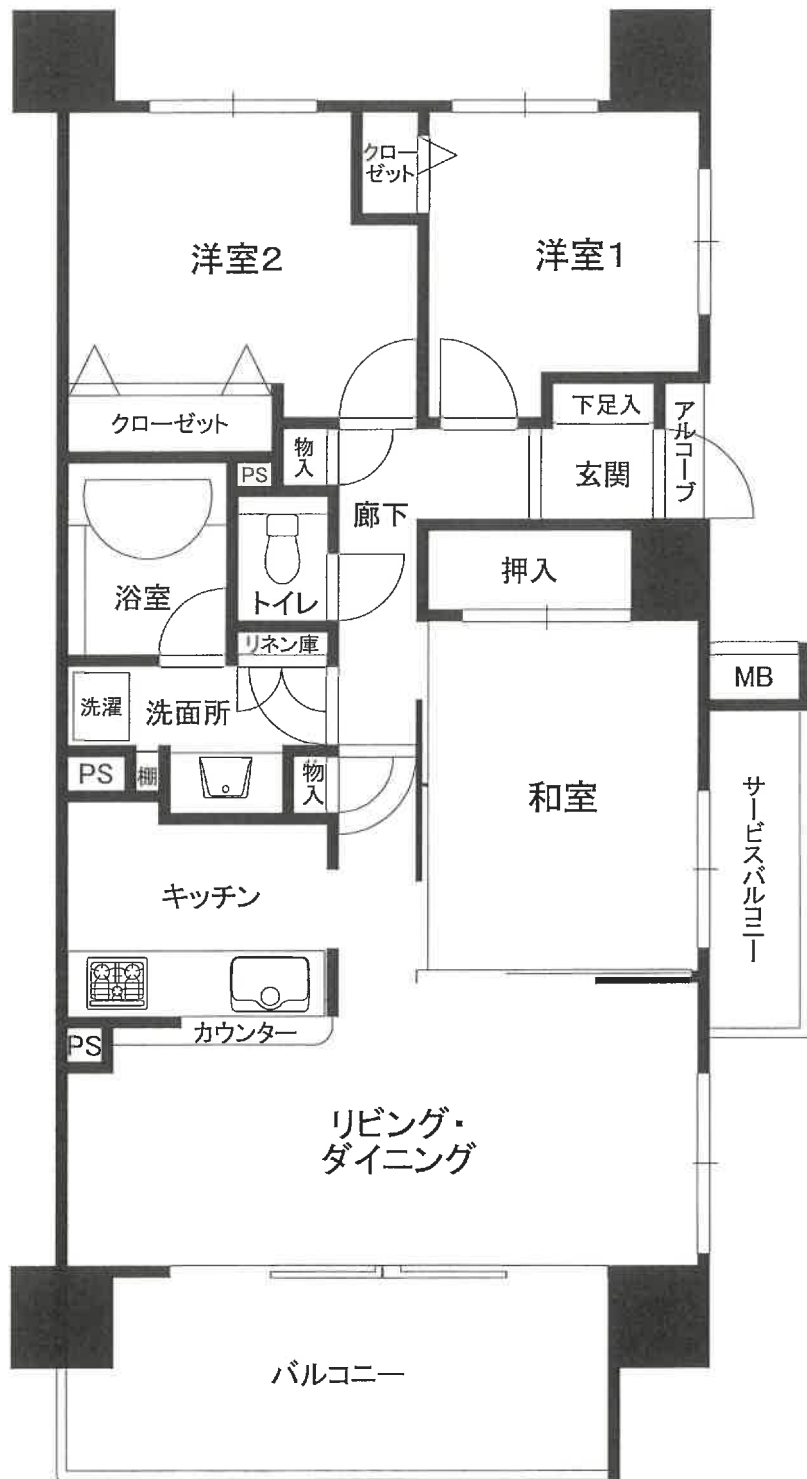 クロー
ゼット
洋室2
洋室1
クローゼット
下足入
アルコーブ
物入
PS
玄関
廊下
押入
浴室
トイレ
リネン庫
MB
洗濯
洗面所
PS
棚
物入
和室
サービスバルコニー
キッチン
カウンター
PS
リビング・
ダイニング
バルコニー